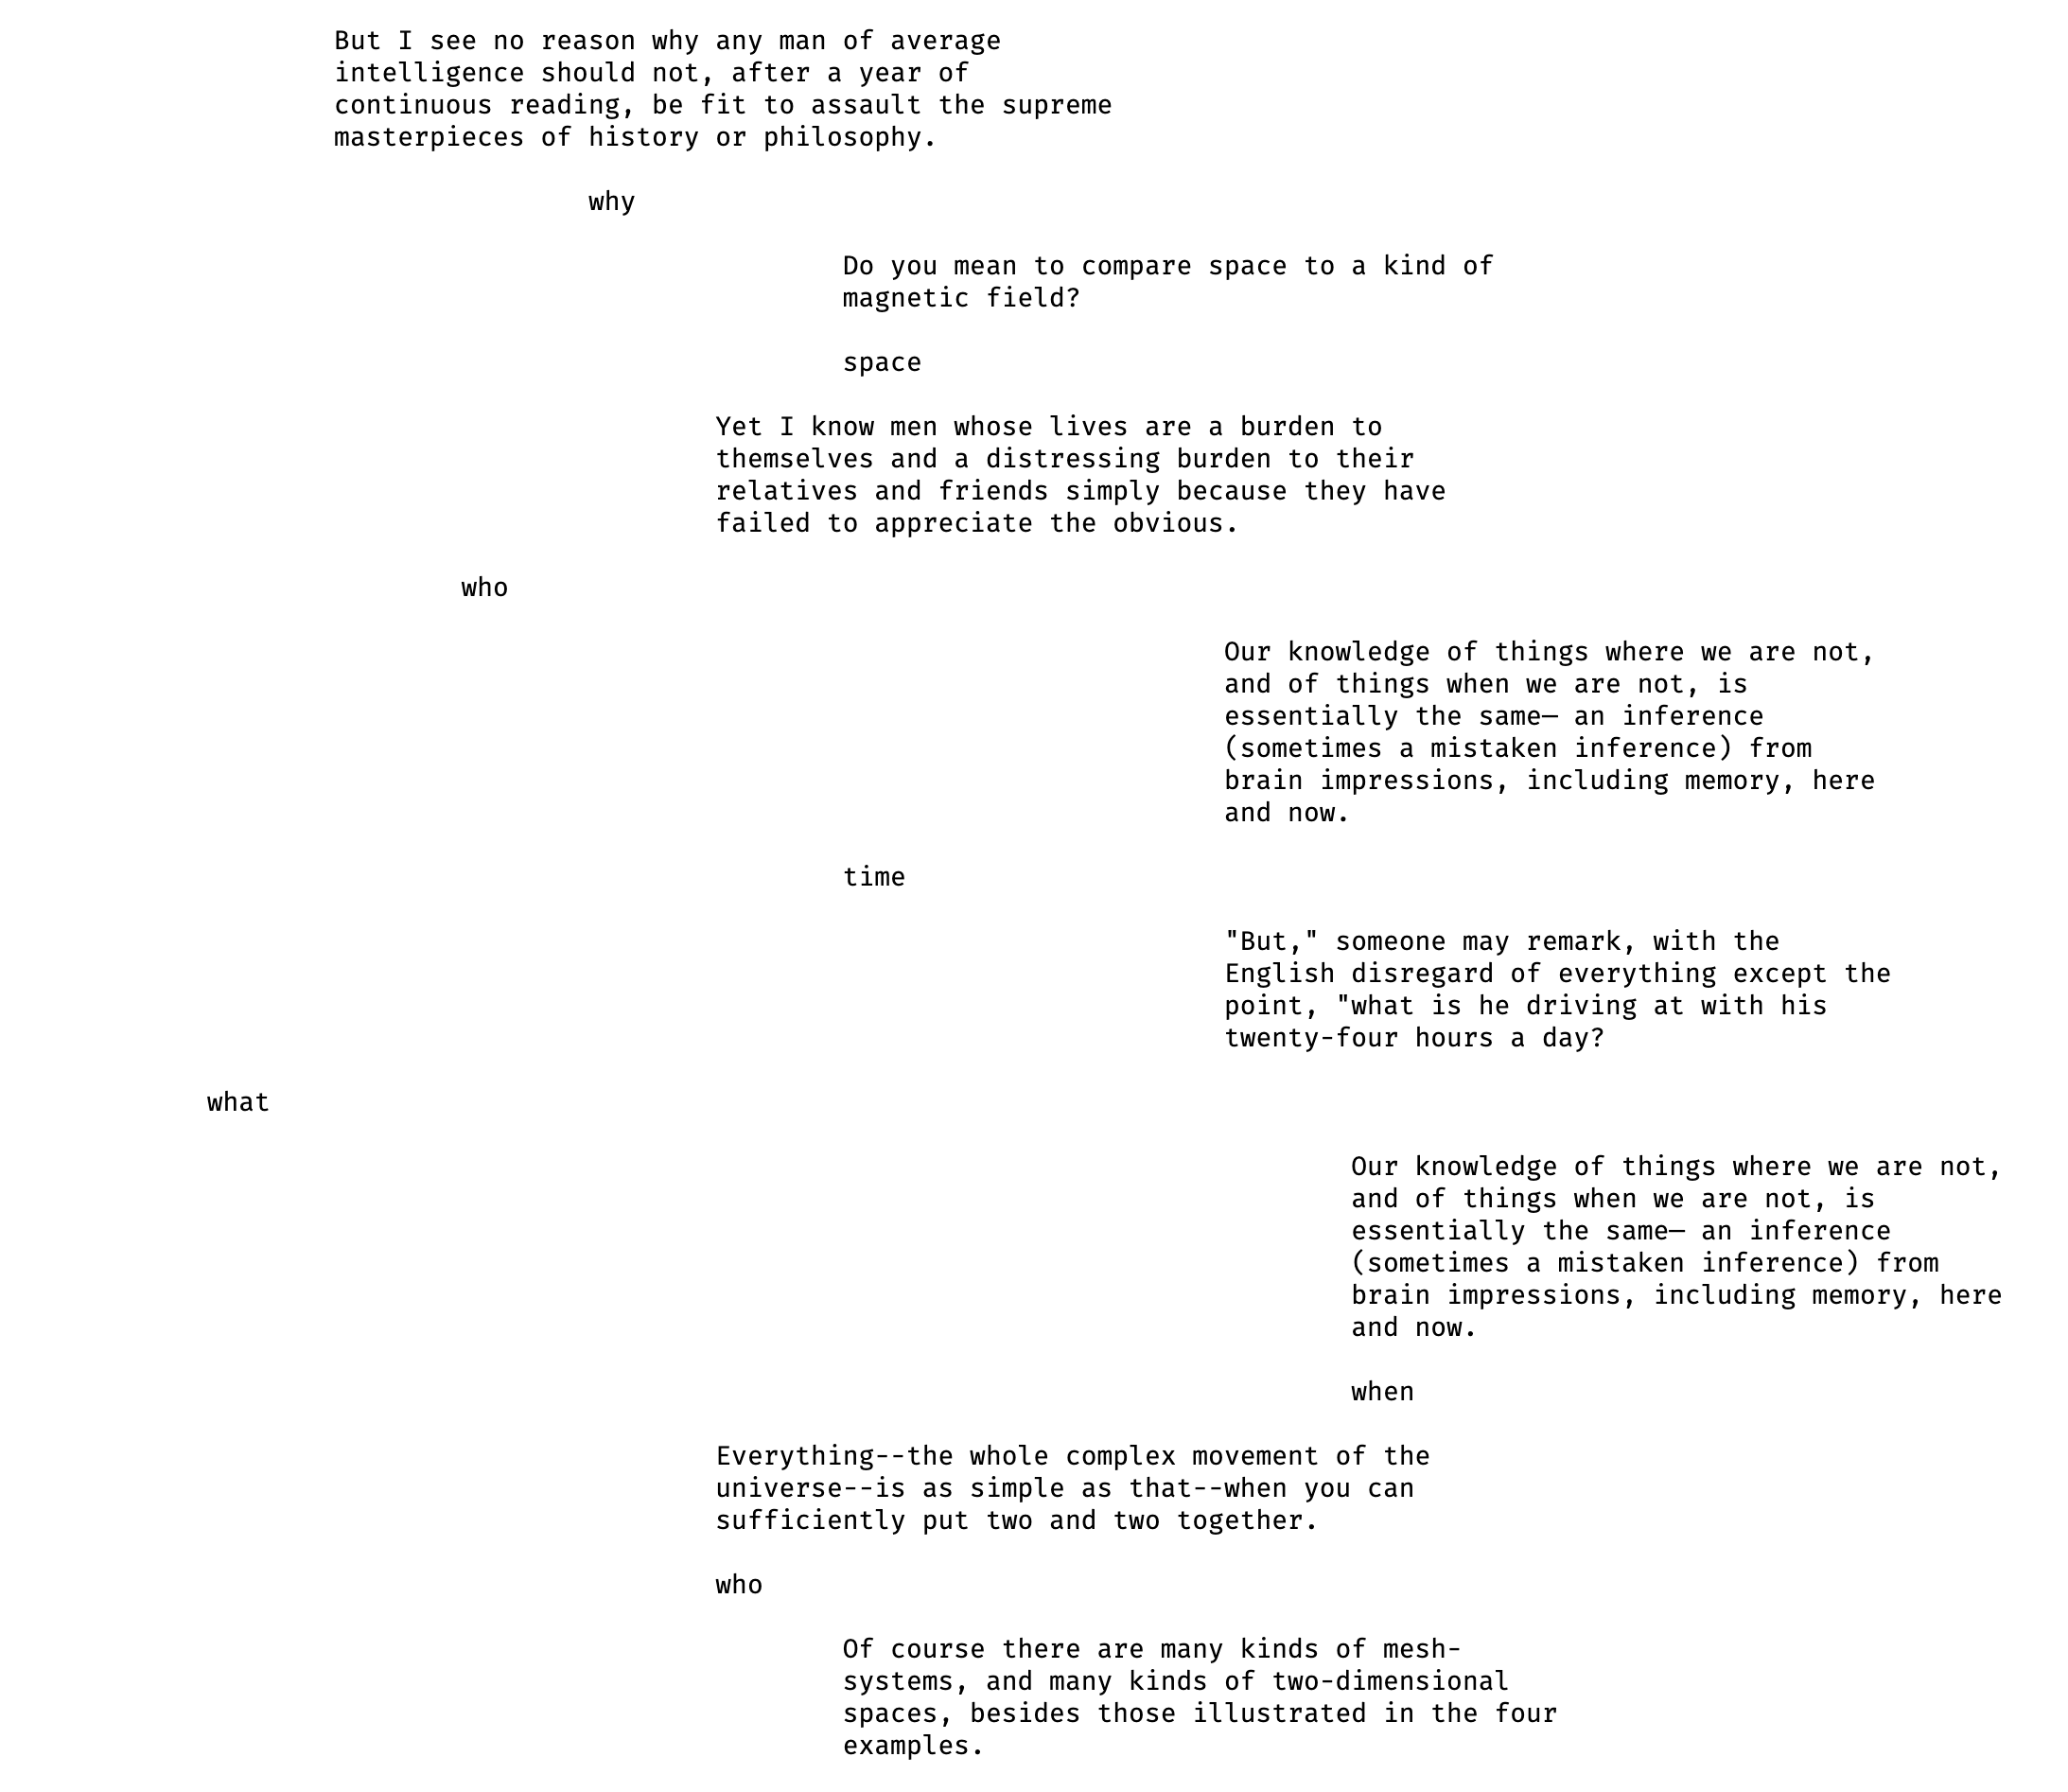 But I see no reason why any man of average
intelligence should not, after a year of
continuous reading, be fit to assault the supreme
masterpieces of history or philosophy.
why
Do you mean to compare space to a kind of
magnetic field?
space
Yet I know men whose lives are a burden to
themselves and a distressing burden to their
relatives and friends simply because they have
failed to appreciate the obvious.
who
Our knowledge of things where we are not,
and of things when we are not, is
essentially the same— an inference
(sometimes a mistaken inference) from
brain impressions, including memory, here
and now.
time
"But," someone may remark, with the
English disregard of everything except the
point, "what is he driving at with his
twenty-four hours a day?
what
Our knowledge of things where we are not,
and of things when we are not, is
essentially the same— an inference
(sometimes a mistaken inference) from
brain impressions, including memory, here
and now.
when
Everything--the whole complex movement of the
universe--is as simple as that--when you can
sufficiently put two and two together.
who
Of course there are many kinds of mesh-
systems, and many kinds of two-dimensional
spaces, besides those illustrated in the four
examples.